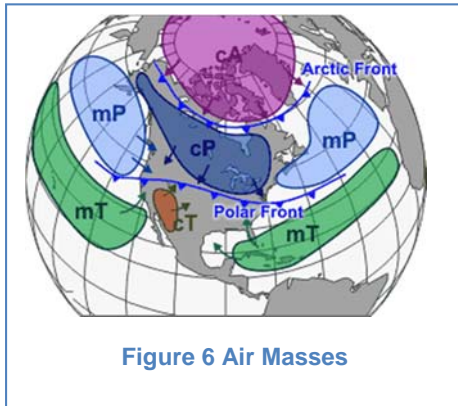 cA
Arctic Front
mP
mP
cP
mT
Polar Front
cT
mT
Figure 6 Air Masses